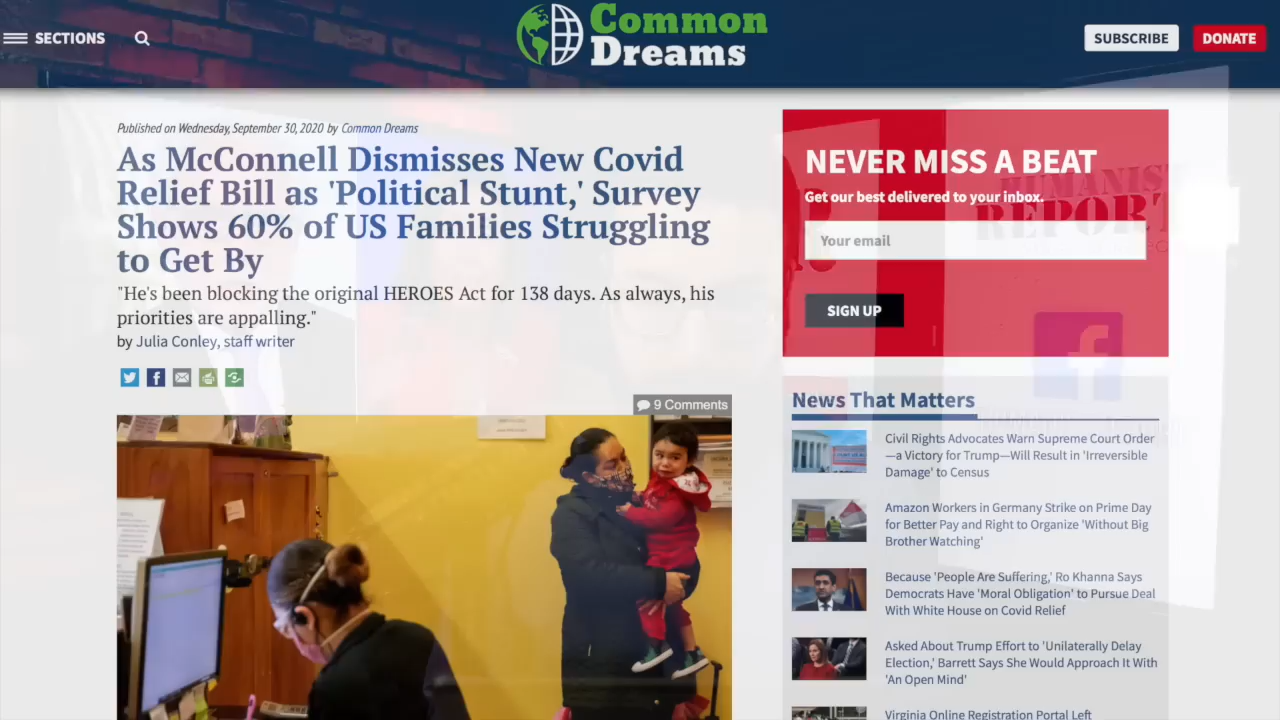 SECTIONS
Common
Dreams
SUBSCRIBE
DONATE
Published on Wednesday, September 30, 2020 by Common Dreams
As McConnell Dismisses New Covid
Relief Bill as 'Political Stunt,' Survey
Shows 60% of US Families Struggling
to Get By
"He's been blocking the original HEROES Act for 138 days. As always, his
priorities are appalling."
by Julia Conley, staff writer
9 Comments
NEVER MISS A BEAT
Get our best delivered to your inbox.
Your email
SIGN UP
HUMANIST
REPORT
News That Matters
Civil Rights Advocates Warn Supreme Court Order
—a Victory for Trump—Will Result in 'Irreversible
Damage' to Census
Amazon Workers in Germany Strike on Prime Day
for Better Pay and Right to Organize 'Without Big
Brother Watching'
Because 'People Are Suffering,' Ro Khanna Says
Democrats Have 'Moral Obligation' to Pursue Deal
With White House on Covid Relief
Asked About Trump Effort to 'Unilaterally Delay
Election,' Barrett Says She Would Approach It With
'An Open Mind'
Virginia Online Registration Portal Left